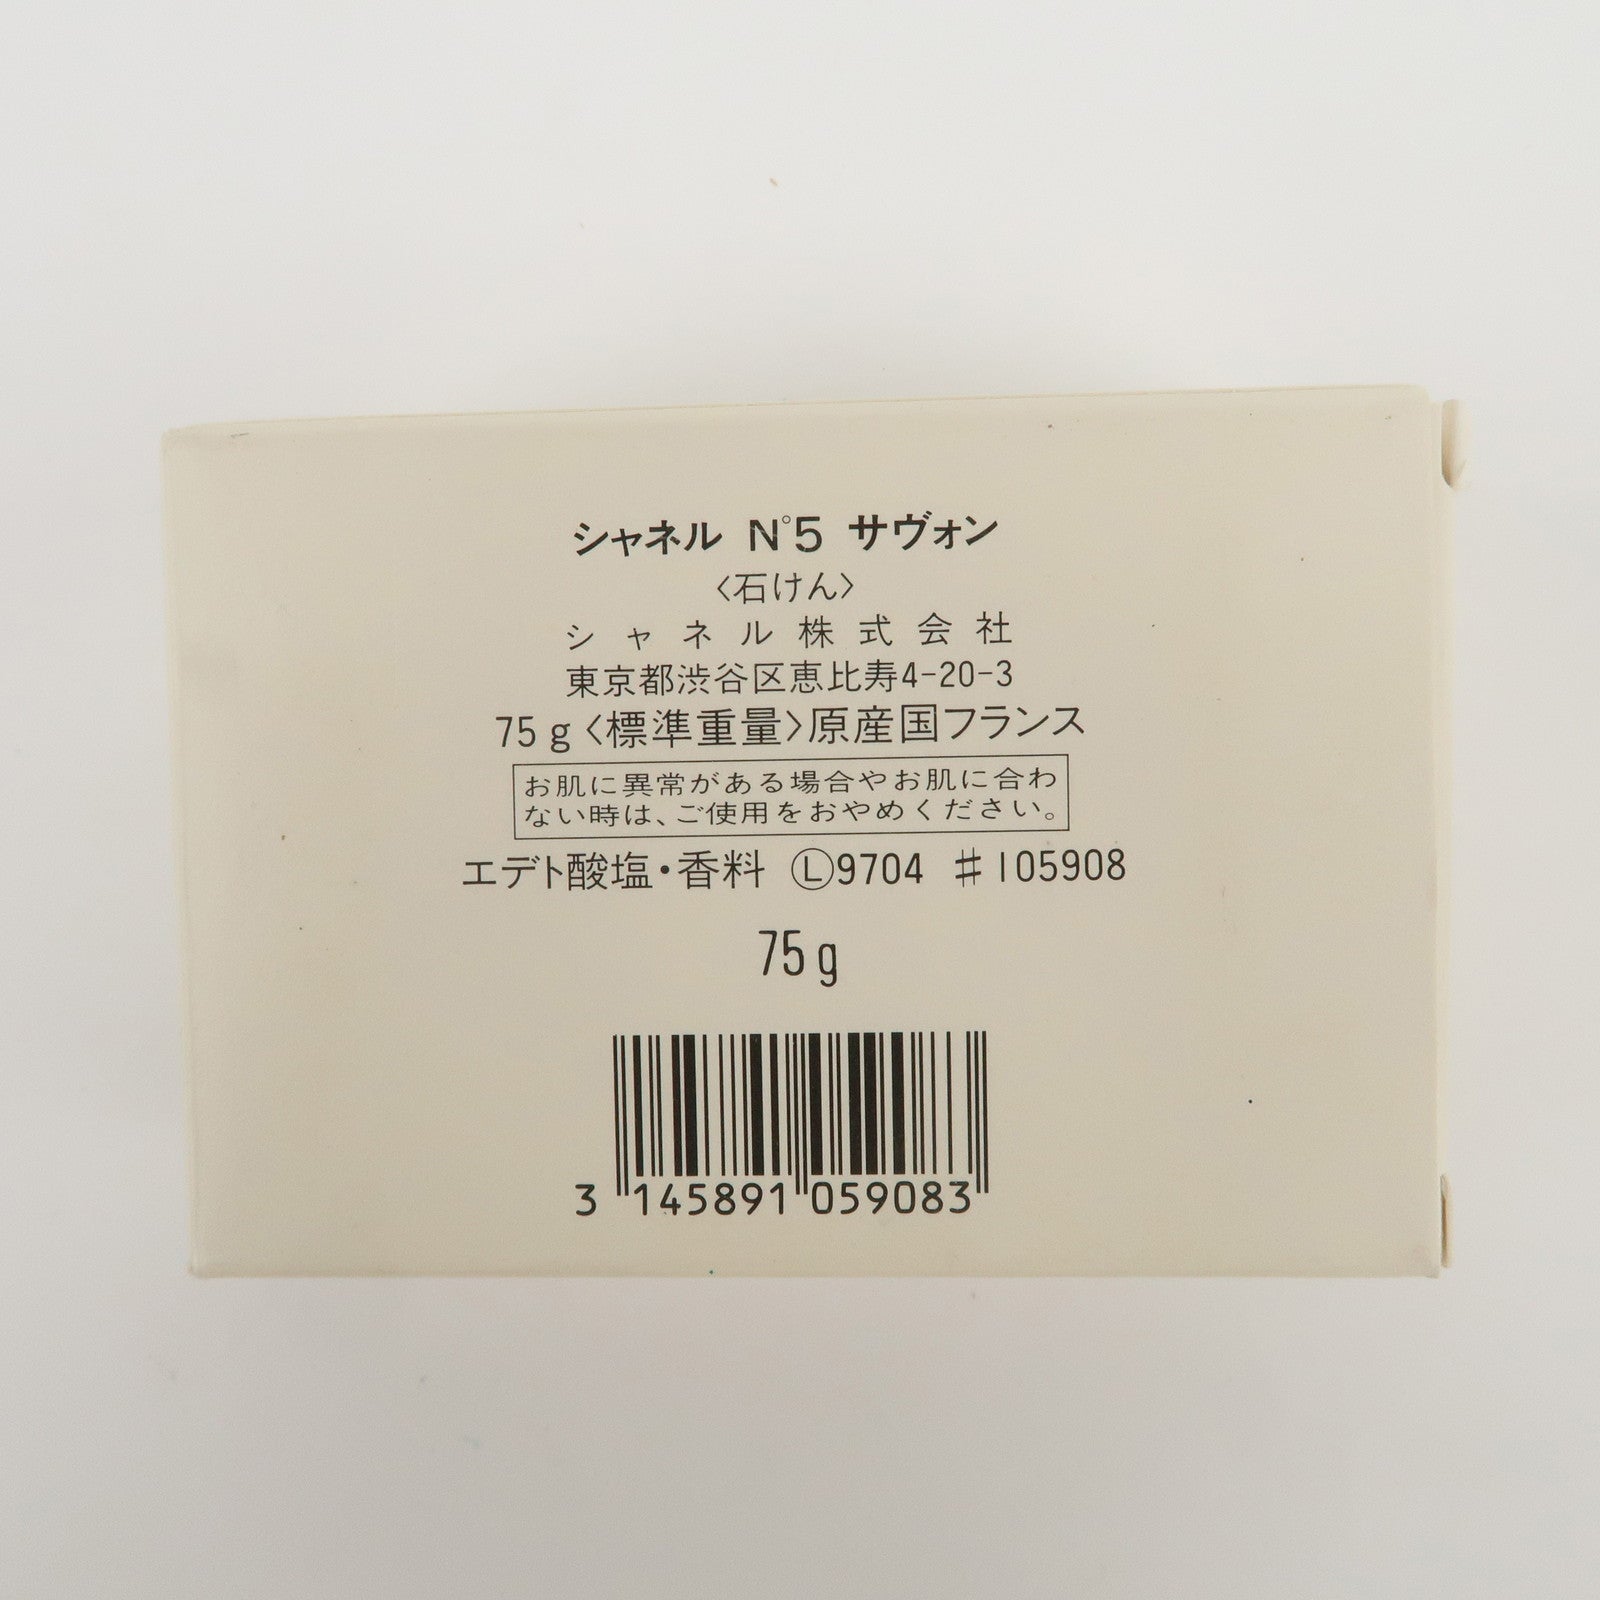 シャネル N°5 サヴォン
〈石けん〉
シャネル株式会社
東京都渋谷区恵比寿4-20-3
75g〈標準重量〉原産国フランス
お肌に異常がある場合やお肌に合わ
ない時は、ご使用をおやめください。
エデト酸塩・香料 Ⓛ9704 #105908
75g
3 145891 059083